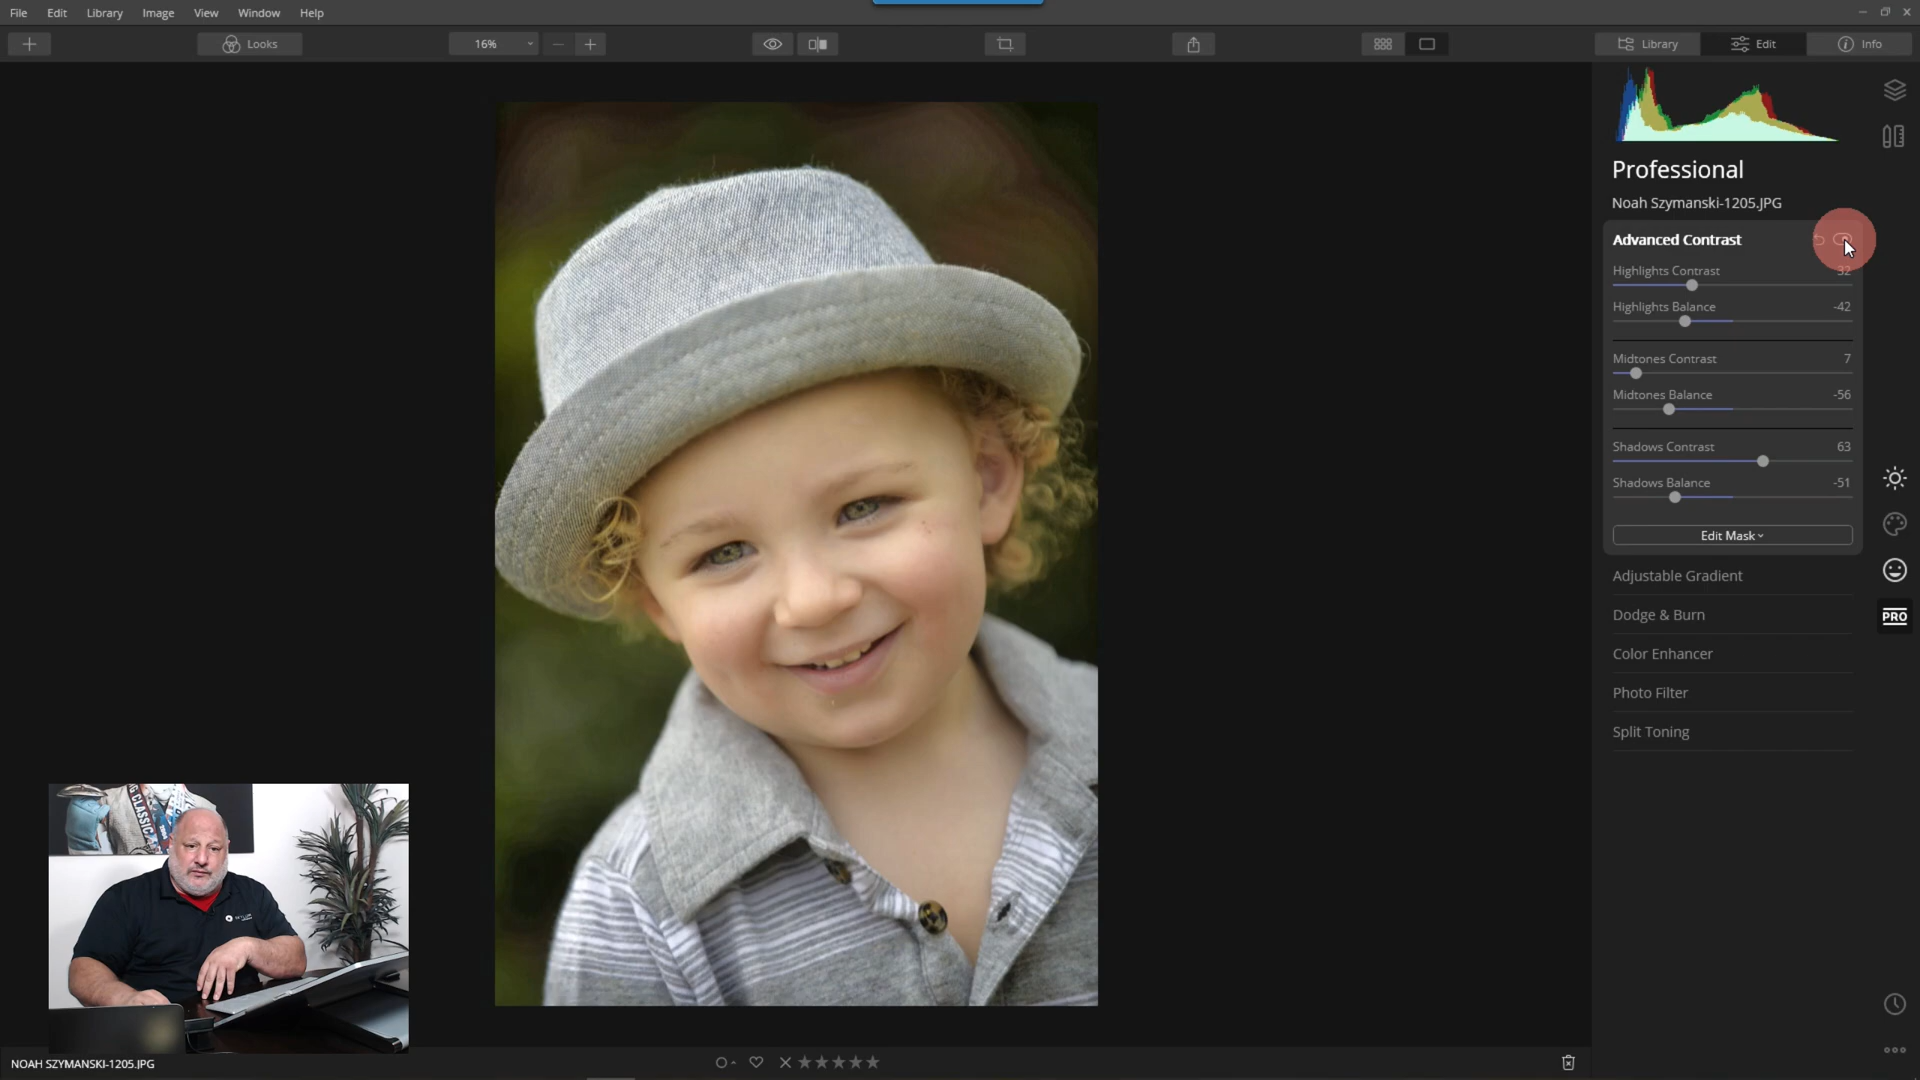 File Edit Library Image View Window Help
Looks 16% Library Edit Info
Professional
Noah Szymanski-1205.JPG
Advanced Contrast
Highlights Contrast 32
Highlights Balance -42
Midtones Contrast 7
Midtones Balance -56
Shadows Contrast 63
Shadows Balance -51
Edit Mask
Adjustable Gradient
Dodge & Burn
PRO
Color Enhancer
Photo Filter
Split Toning
CLASSIC
NOAH SZYMANSKI-1205.JPG